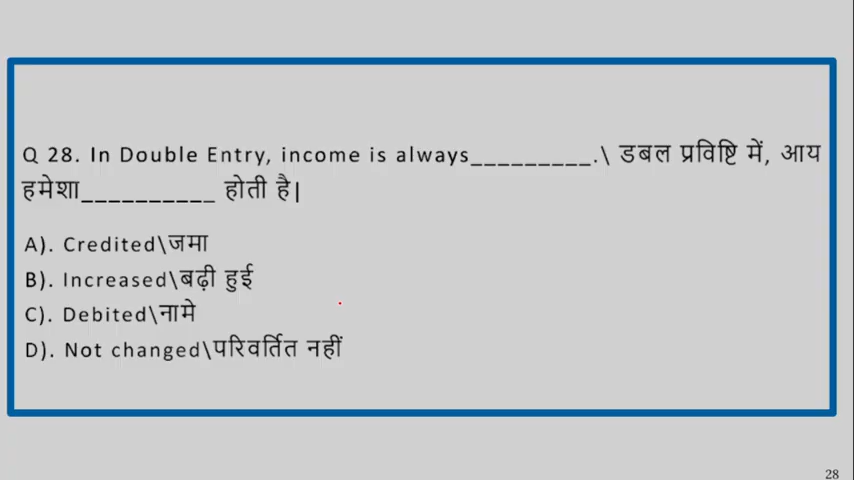 Q 28. In Double Entry, income is always__________.\ डबल प्रविष्टि में, आय
हमेशा__________ होती है|
A). Credited\जमा
B). Increased\बढ़ी हुई
C). Debited\नामे
D). Not changed\परिवर्तित नहीं
28